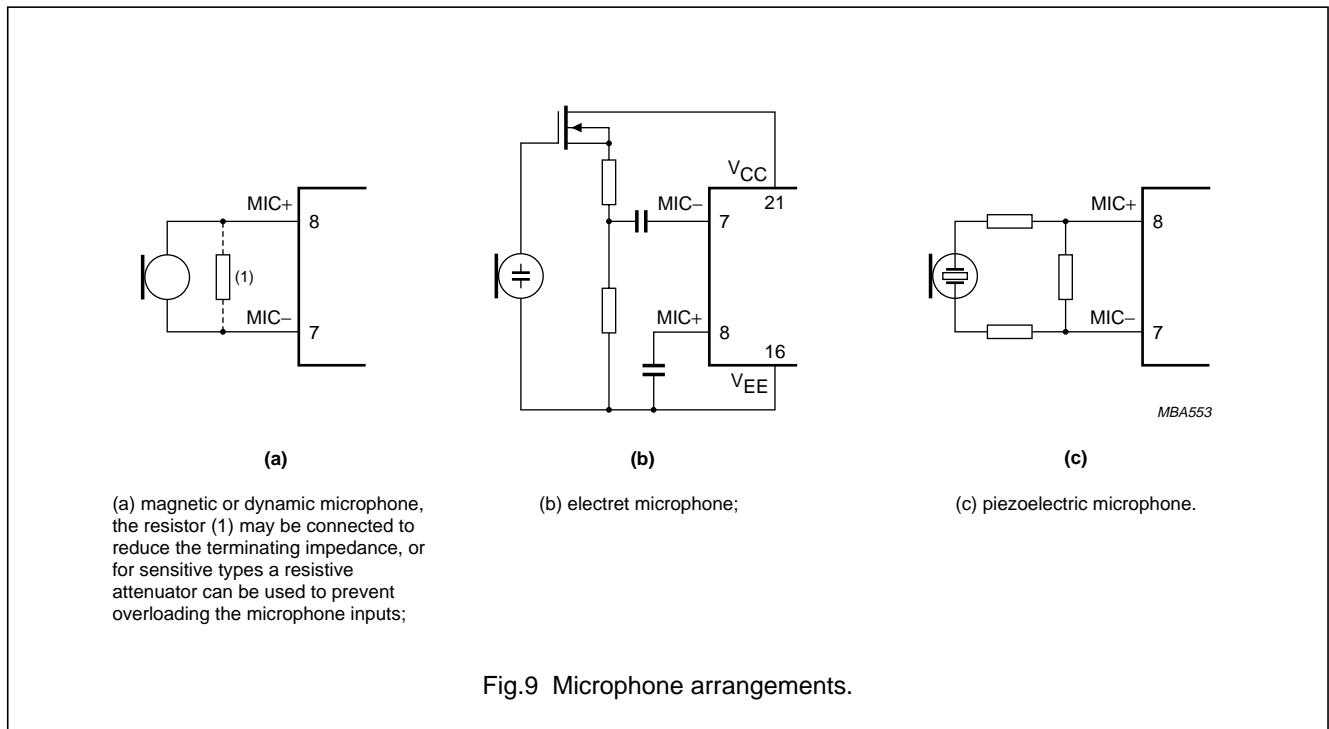 MIC+
8
(1)
MIC−
7
(a)
(a) magnetic or dynamic microphone,
the resistor (1) may be connected to
reduce the terminating impedance, or
for sensitive types a resistive
attenuator can be used to prevent
overloading the microphone inputs;
VCC
21
MIC−
7
MIC+
8
16
VEE
(b)
(b) electret microphone;
MIC+
8
MIC−
7
MBA553
(c)
(c) piezoelectric microphone.
Fig.9 Microphone arrangements.